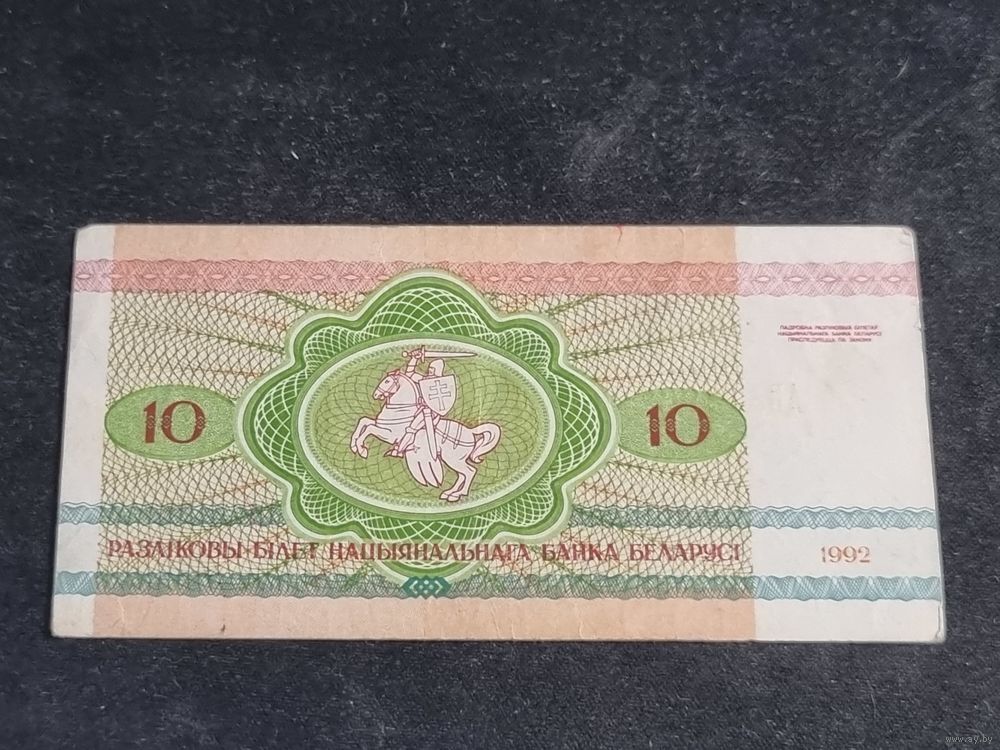 ПАДРОБКА РАЗЛІКОВЫХ БІЛЕТАЎ
НАЦЫЯНАЛЬНАГА БАНКА БЕЛАРУСІ
ПРАСЛЕДУЕЦЦА ПА ЗАКОНУ
10
10
РАЗЛІКОВЫ БІЛЕТ НАЦЫЯНАЛЬНАГА БАНКА БЕЛАРУСІ
1992
www.ay.by